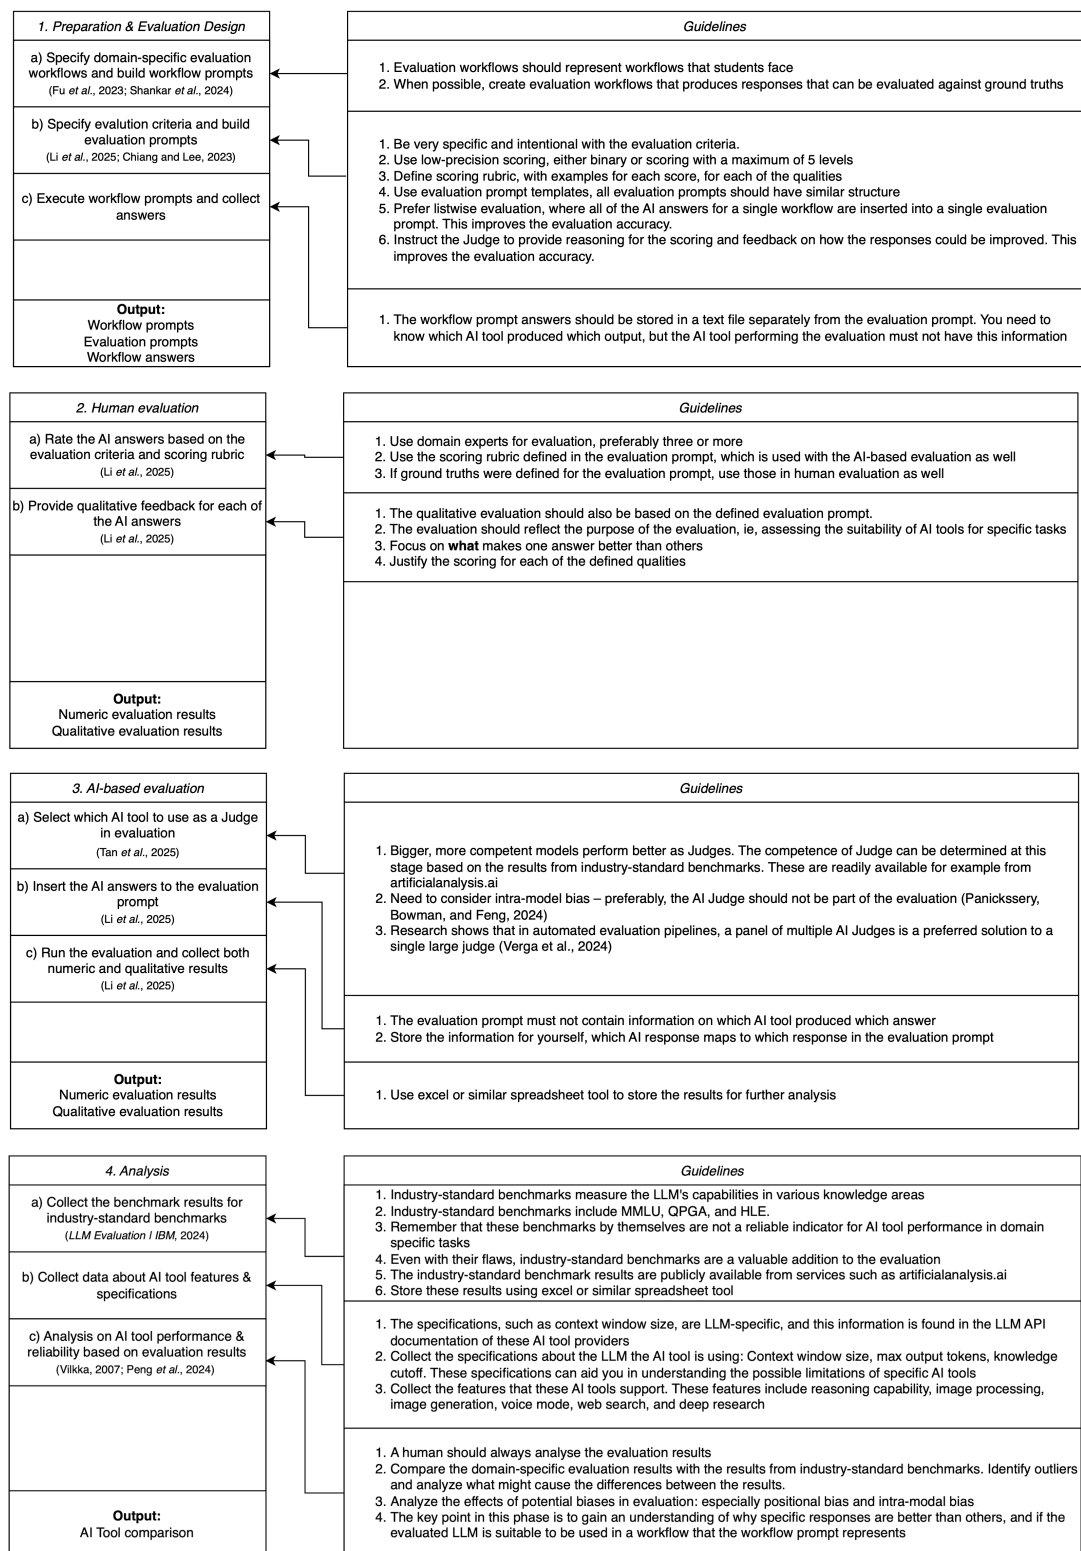 1. Preparation & Evaluation Design
a) Specify domain-specific evaluation
workflows and build workflow prompts
(Fu et al., 2023; Shankar et al., 2024)
b) Specify evalution criteria and build
evaluation prompts
(Li et al., 2025; Chiang and Lee, 2023)
c) Execute workflow prompts and collect
answers
Output:
Workflow prompts
Evaluation prompts
Workflow answers
Guidelines
1. Evaluation workflows should represent workflows that students face
2. When possible, create evaluation workflows that produces responses that can be evaluated against ground truths
1. Be very specific and intentional with the evaluation criteria.
2. Use low-precision scoring, either binary or scoring with a maximum of 5 levels
3. Define scoring rubric, with examples for each score, for each of the qualities
4. Use evaluation prompt templates, all evaluation prompts should have similar structure
5. Prefer listwise evaluation, where all of the AI answers for a single workflow are inserted into a single evaluation
prompt. This improves the evaluation accuracy.
6. Instruct the Judge to provide reasoning for the scoring and feedback on how the responses could be improved. This
improves the evaluation accuracy.
1. The workflow prompt answers should be stored in a text file separately from the evaluation prompt. You need to
know which AI tool produced which output, but the AI tool performing the evaluation must not have this information
2. Human evaluation
a) Rate the AI answers based on the
evaluation criteria and scoring rubric
(Li et al., 2025)
b) Provide qualitative feedback for each of
the AI answers
(Li et al., 2025)
Output:
Numeric evaluation results
Qualitative evaluation results
Guidelines
1. Use domain experts for evaluation, preferably three or more
2. Use the scoring rubric defined in the evaluation prompt, which is used with the AI-based evaluation as well
3. If ground truths were defined for the evaluation prompt, use those in human evaluation as well
1. The qualitative evaluation should also be based on the defined evaluation prompt.
2. The evaluation should reflect the purpose of the evaluation, ie, assessing the suitability of AI tools for specific tasks
3. Focus on what makes one answer better than others
4. Justify the scoring for each of the defined qualities
3. AI-based evaluation
a) Select which AI tool to use as a Judge
in evaluation
(Tan et al., 2025)
b) Insert the AI answers to the evaluation
prompt
(Li et al., 2025)
c) Run the evaluation and collect both
numeric and qualitative results
(Li et al., 2025)
Output:
Numeric evaluation results
Qualitative evaluation results
Guidelines
1. Bigger, more competent models perform better as Judges. The competence of Judge can be determined at this
stage based on the results from industry-standard benchmarks. These are readily available for example from
artificialanalysis.ai
2. Need to consider intra-model bias – preferably, the AI Judge should not be part of the evaluation (Panickssery,
Bowman, and Feng, 2024)
3. Research shows that in automated evaluation pipelines, a panel of multiple AI Judges is a preferred solution to a
single large judge (Verga et al., 2024)
1. The evaluation prompt must not contain information on which AI tool produced which answer
2. Store the information for yourself, which AI response maps to which response in the evaluation prompt
1. Use excel or similar spreadsheet tool to store the results for further analysis
4. Analysis
a) Collect the benchmark results for
industry-standard benchmarks
(LLM Evaluation | IBM, 2024)
b) Collect data about AI tool features &
specifications
c) Analysis on AI tool performance &
reliability based on evaluation results
(Vilkka, 2007; Peng et al., 2024)
Output:
AI Tool comparison
Guidelines
1. Industry-standard benchmarks measure the LLM's capabilities in various knowledge areas
2. Industry-standard benchmarks include MMLU, QPGA, and HLE.
3. Remember that these benchmarks by themselves are not a reliable indicator for AI tool performance in domain
specific tasks
4. Even with their flaws, industry-standard benchmarks are a valuable addition to the evaluation
5. The industry-standard benchmark results are publicly available from services such as artificialanalysis.ai
6. Store these results using excel or similar spreadsheet tool
1. The specifications, such as context window size, are LLM-specific, and this information is found in the LLM API
documentation of these AI tool providers
2. Collect the specifications about the LLM the AI tool is using: Context window size, max output tokens, knowledge
cutoff. These specifications can aid you in understanding the possible limitations of specific AI tools
3. Collect the features that these AI tools support. These features include reasoning capability, image processing,
image generation, voice mode, web search, and deep research
1. A human should always analyse the evaluation results
2. Compare the domain-specific evaluation results with the results from industry-standard benchmarks. Identify outliers
and analyze what might cause the differences between the results.
3. Analyze the effects of potential biases in evaluation: especially positional bias and intra-modal bias
4. The key point in this phase is to gain an understanding of why specific responses are better than others, and if the
evaluated LLM is suitable to be used in a workflow that the workflow prompt represents